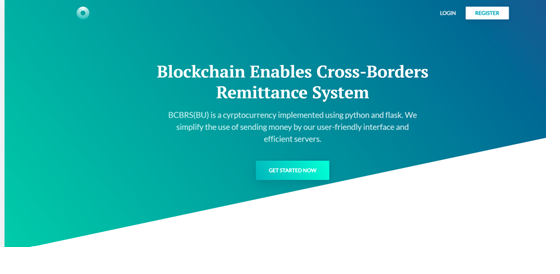 LOGIN REGISTER
Blockchain Enables Cross-Borders
Remittance System
BCBRS(BU) is a cyrptocurrency implemented using python and flask. We
simplify the use of sending money by our user-friendly interface and
efficient servers.
GET STARTED NOW